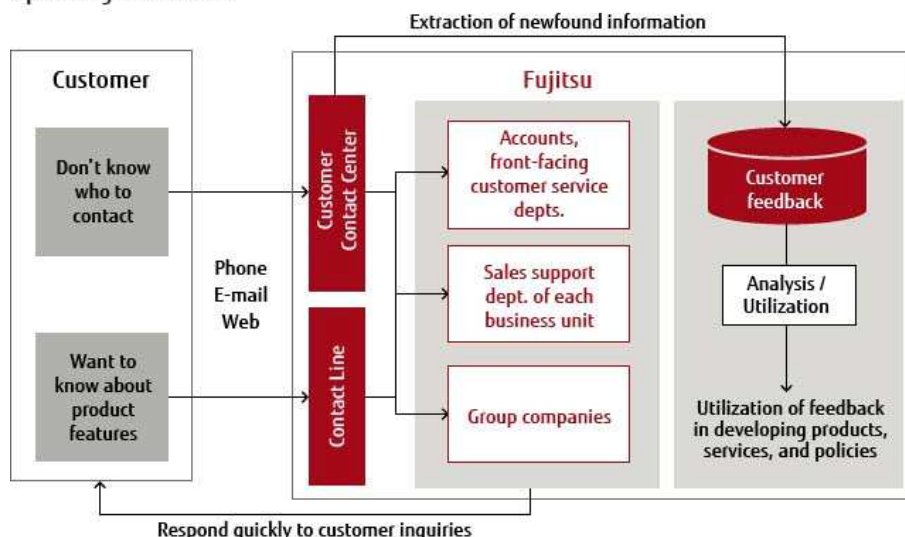 Extraction of newfound information
Customer
Don't know
who to
contact
Want to
know about
product
features
Phone
E-mail
Web
Customer
Contact Center
Contact Line
Fujitsu
Accounts,
front-facing
customer service
depts.
Sales support
dept. of each
business unit
Group companies
Customer
feedback
Analysis /
Utilization
Utilization of feedback
in developing products,
services, and policies
Respond quickly to customer inquiries